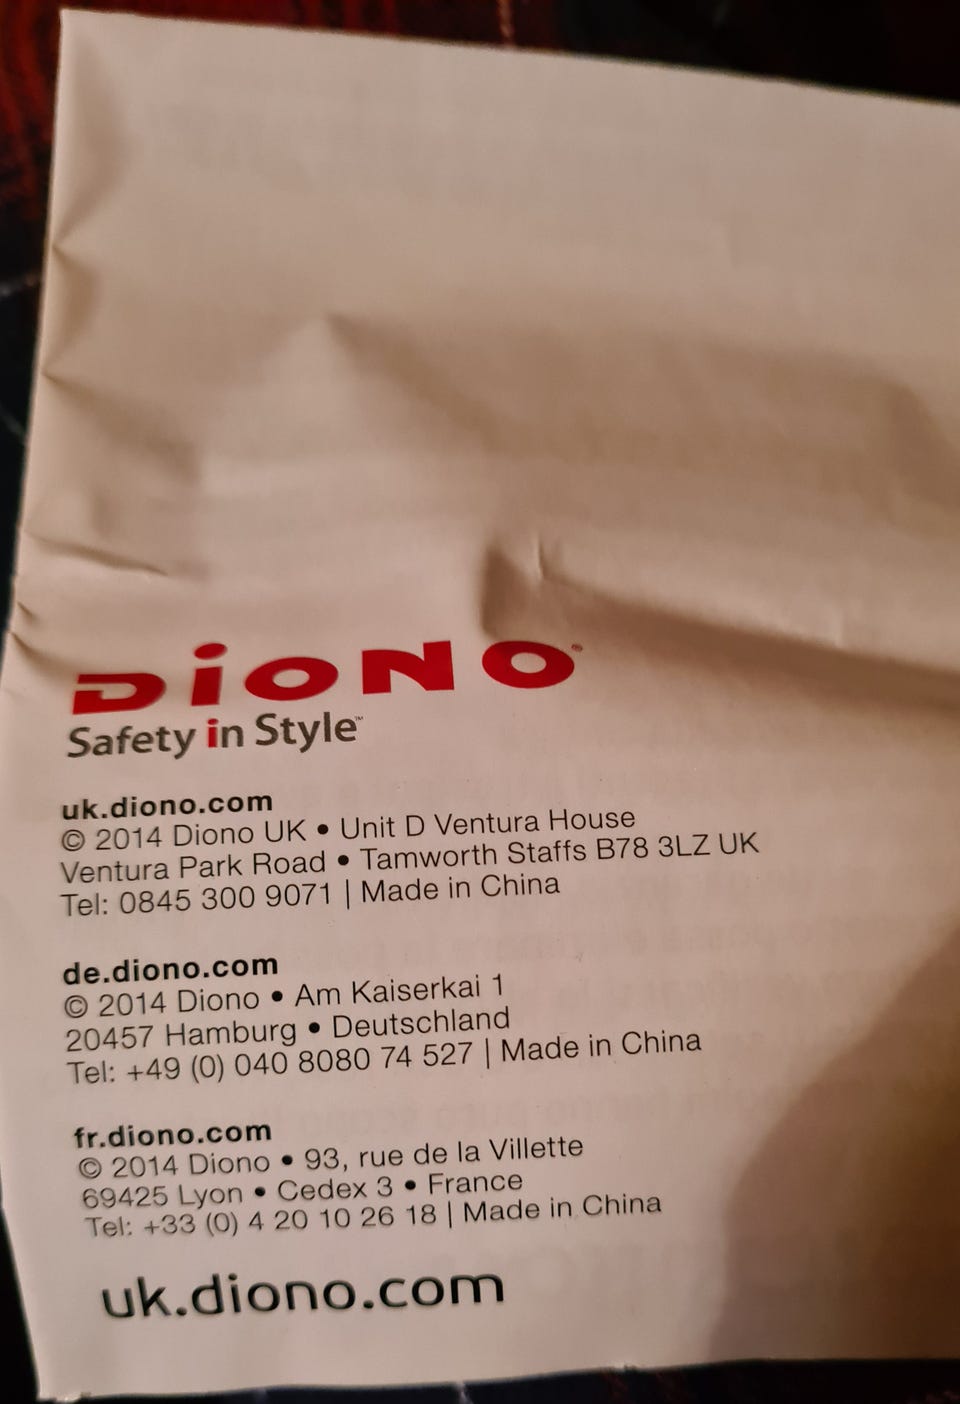 DiONO®
Safety in Style™
uk.diono.com
© 2014 Diono UK • Unit D Ventura House
Ventura Park Road • Tamworth Staffs B78 3LZ UK
Tel: 0845 300 9071 | Made in China
de.diono.com
© 2014 Diono • Am Kaiserkai 1
20457 Hamburg • Deutschland
Tel: +49 (0) 040 8080 74 527 | Made in China
fr.diono.com
© 2014 Diono • 93, rue de la Villette
69425 Lyon • Cedex 3 • France
Tel: +33 (0) 4 20 10 26 18 | Made in China
uk.diono.com